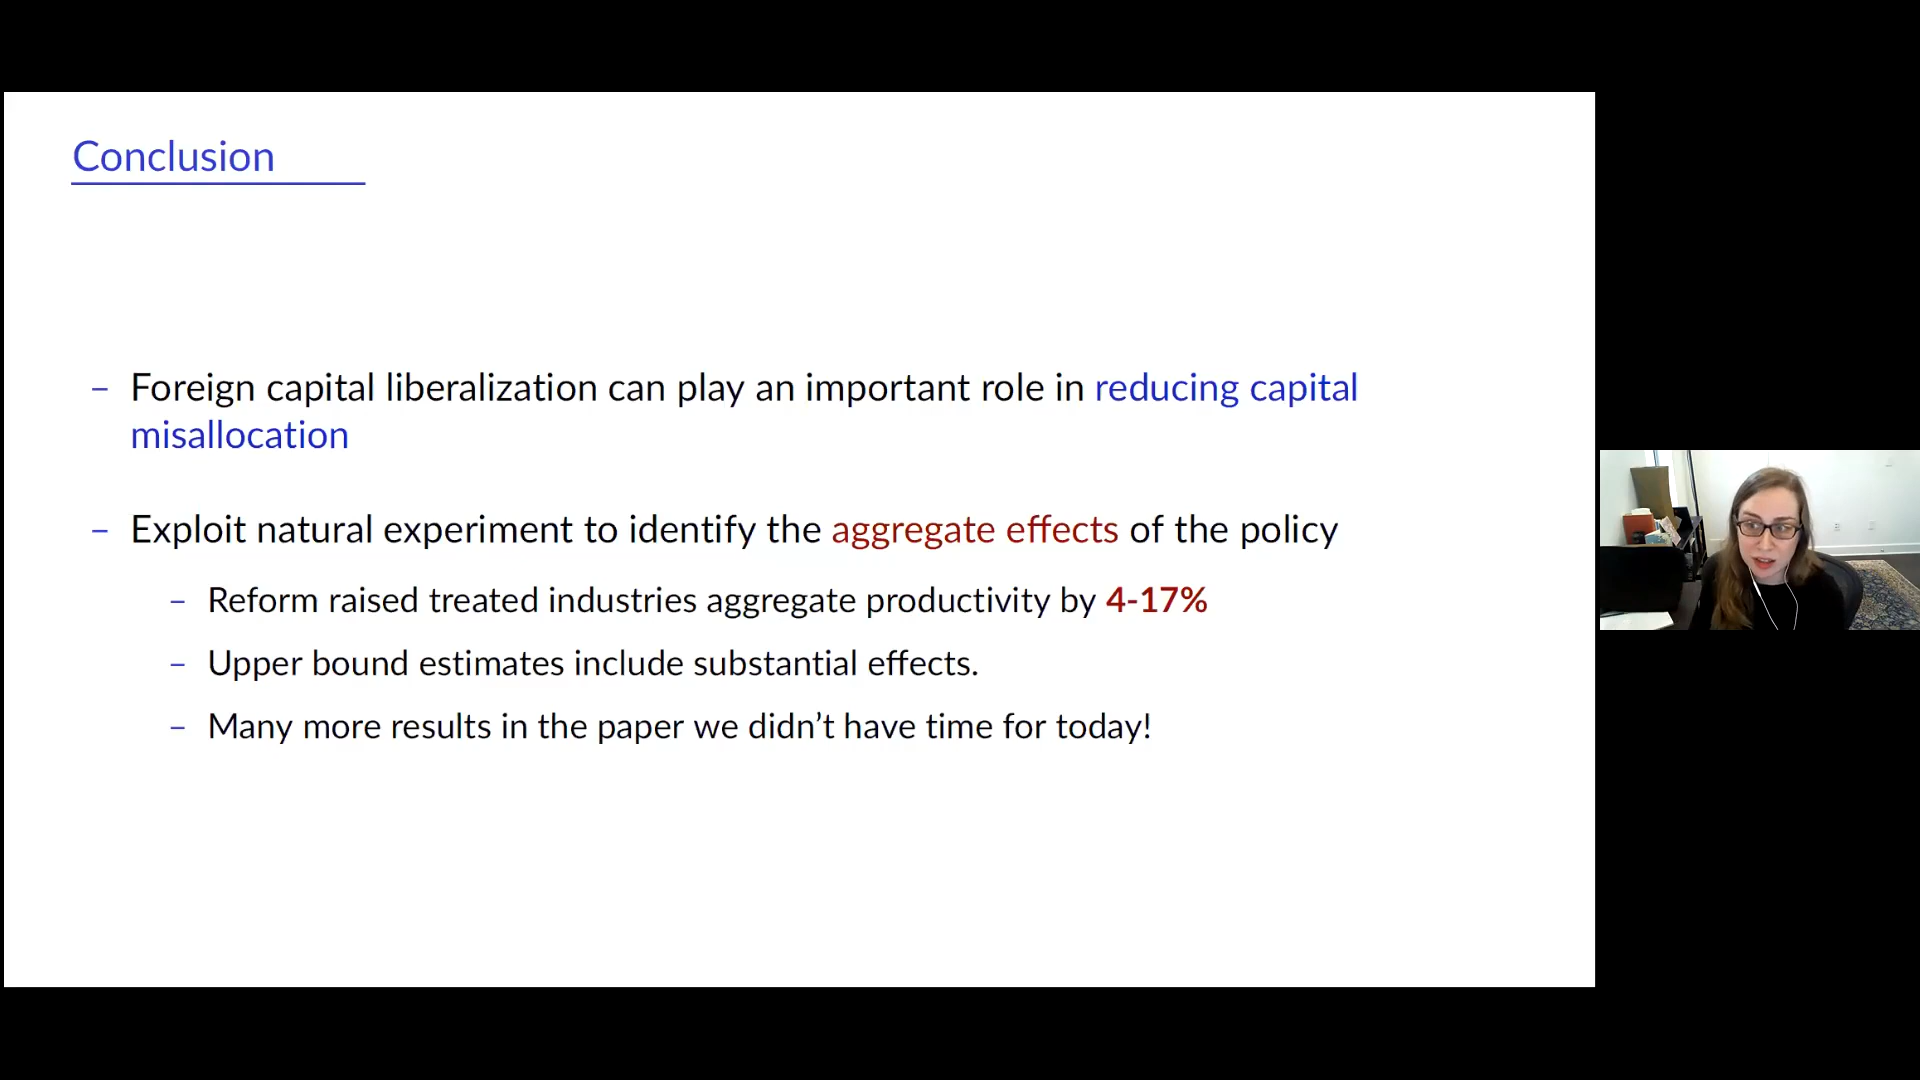 Conclusion
– Foreign capital liberalization can play an important role in reducing capital
misallocation
– Exploit natural experiment to identify the aggregate effects of the policy
– Reform raised treated industries aggregate productivity by 4-17%
– Upper bound estimates include substantial effects.
– Many more results in the paper we didn't have time for today!